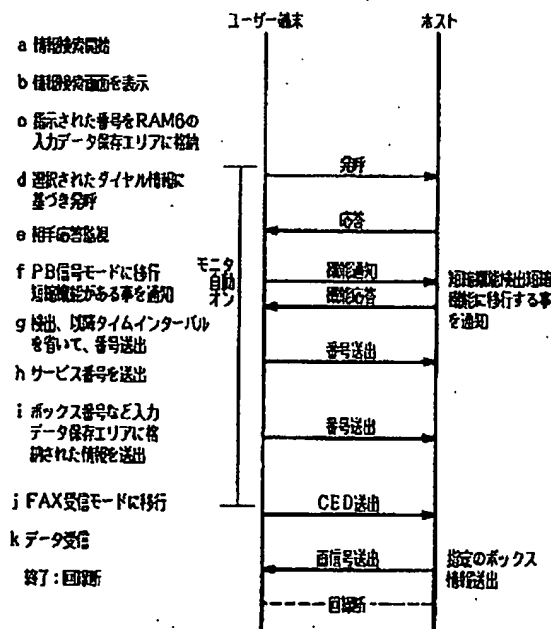 ユーザー端末
ホスト
a 情報検索開始
b 情報検索画面を表示
c 指示された番号をRAM6の
入力データ保存エリアに格納
発呼
d 選択されたダイヤル情報に
基づき発呼
応答
e 相手応答監視
モニタ
自動
オン
f PB信号モードに移行
短縮機能がある事を通知
機能通知
機能応答
短縮機能検出短縮
機能に移行する事
を通知
g 検出、以降タイムインターバル
を省いて、番号送出
番号送出
h サービス番号を送出
i ボックス番号など入力
データ保存エリアに格
納された情報を送出
番号送出
j FAX受信モードに移行
CED送出
k データ受信
画信号送出
指定のボックス
情報送出
終了:回線断
回線断